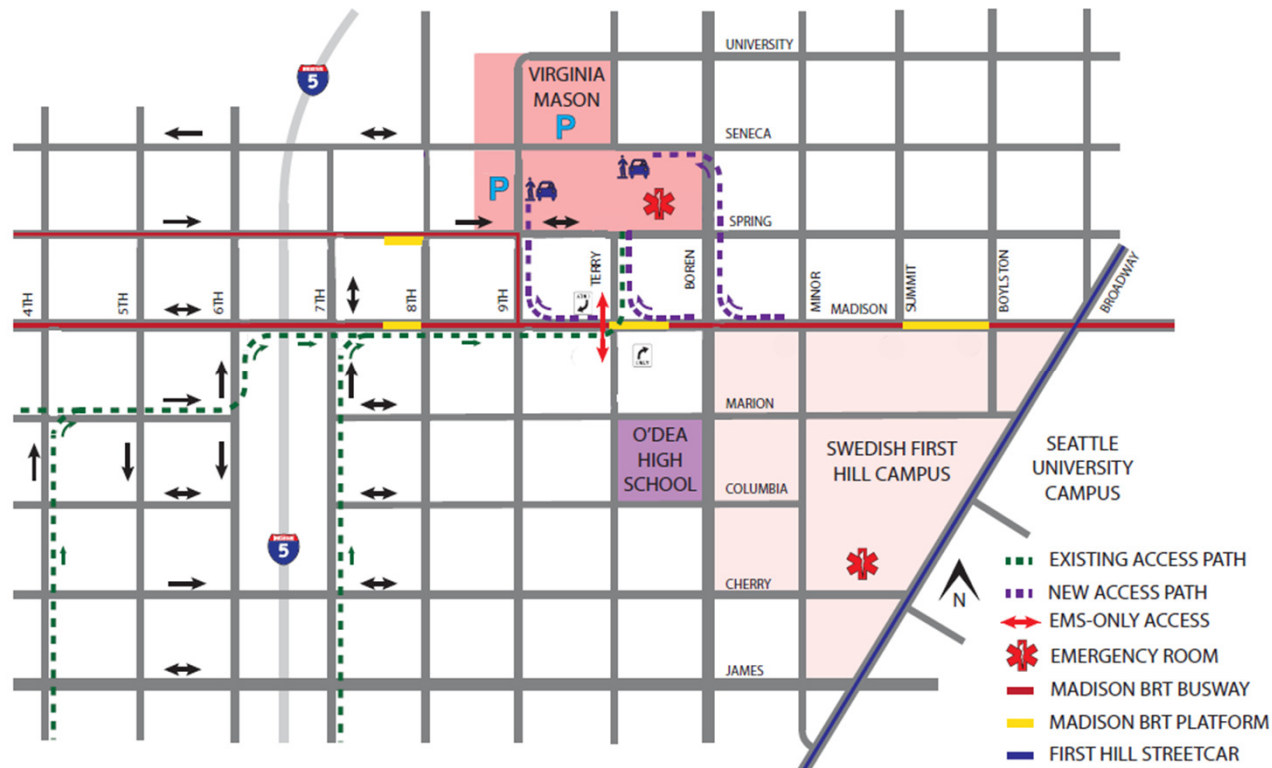 UNIVERSITY
5
VIRGINIA
MASON
P
SENECA
P
SPRING
4TH
5TH
6TH
7TH
8TH
9TH
TERRY
BOREN
MINOR
MADISON
SUMMIT
BOYLSTON
BROADWAY
MARION
O'DEA
HIGH
SCHOOL
SWEDISH FIRST
HILL CAMPUS
SEATTLE
UNIVERSITY
CAMPUS
COLUMBIA
5
CHERRY
N
JAMES
EXISTING ACCESS PATH
NEW ACCESS PATH
EMS-ONLY ACCESS
EMERGENCY ROOM
MADISON BRT BUSWAY
MADISON BRT PLATFORM
FIRST HILL STREETCAR